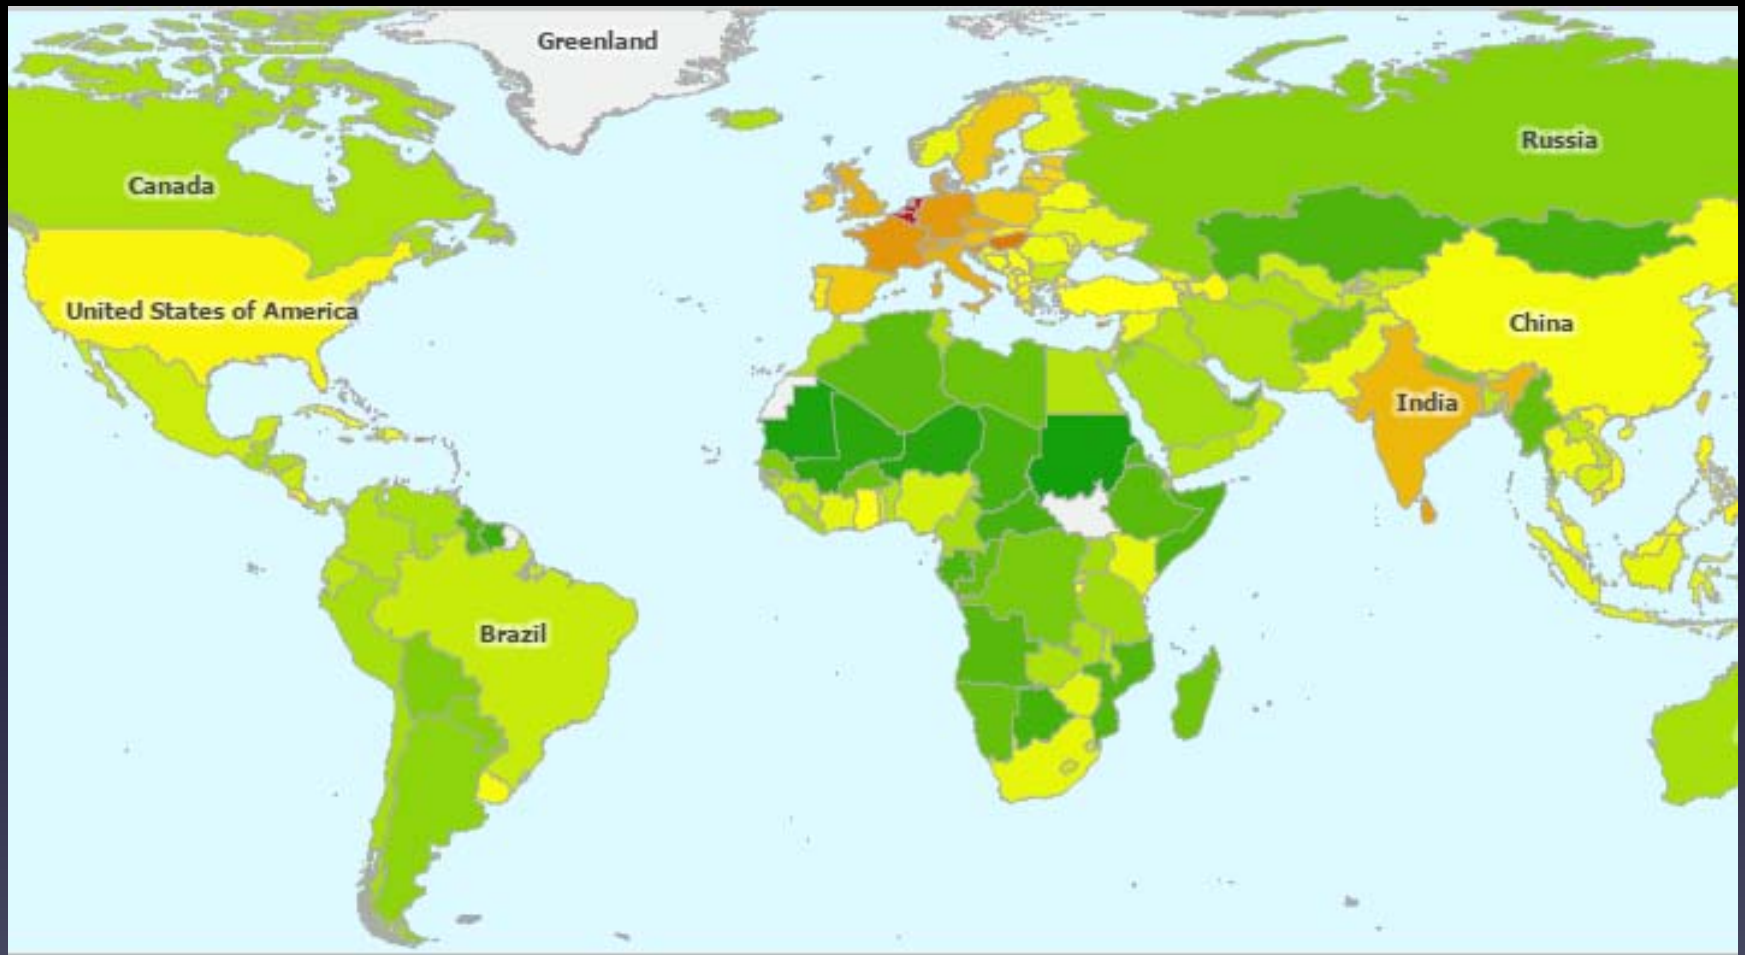 Greenland
Russia
Canada
United States of America
China
India
Brazil